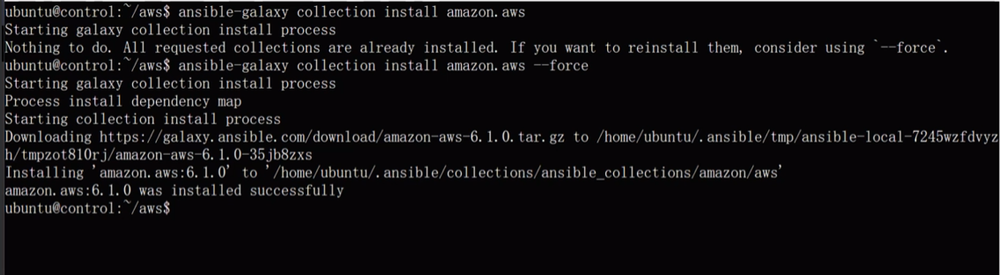 ubuntu@control:~/aws$ ansible-galaxy collection install amazon.aws
Starting galaxy collection install process
Nothing to do. All requested collections are already installed. If you want to reinstall them, consider using `--force`.
ubuntu@control:~/aws$ ansible-galaxy collection install amazon.aws --force
Starting galaxy collection install process
Process install dependency map
Starting collection install process
Downloading https://galaxy.ansible.com/download/amazon-aws-6.1.0.tar.gz to /home/ubuntu/.ansible/tmp/ansible-local-7245wzfdvyz
h/tmpzot810rj/amazon-aws-6.1.0-35jb8zxs
Installing 'amazon.aws:6.1.0' to '/home/ubuntu/.ansible/collections/ansible_collections/amazon/aws'
amazon.aws:6.1.0 was installed successfully
ubuntu@control:~/aws$